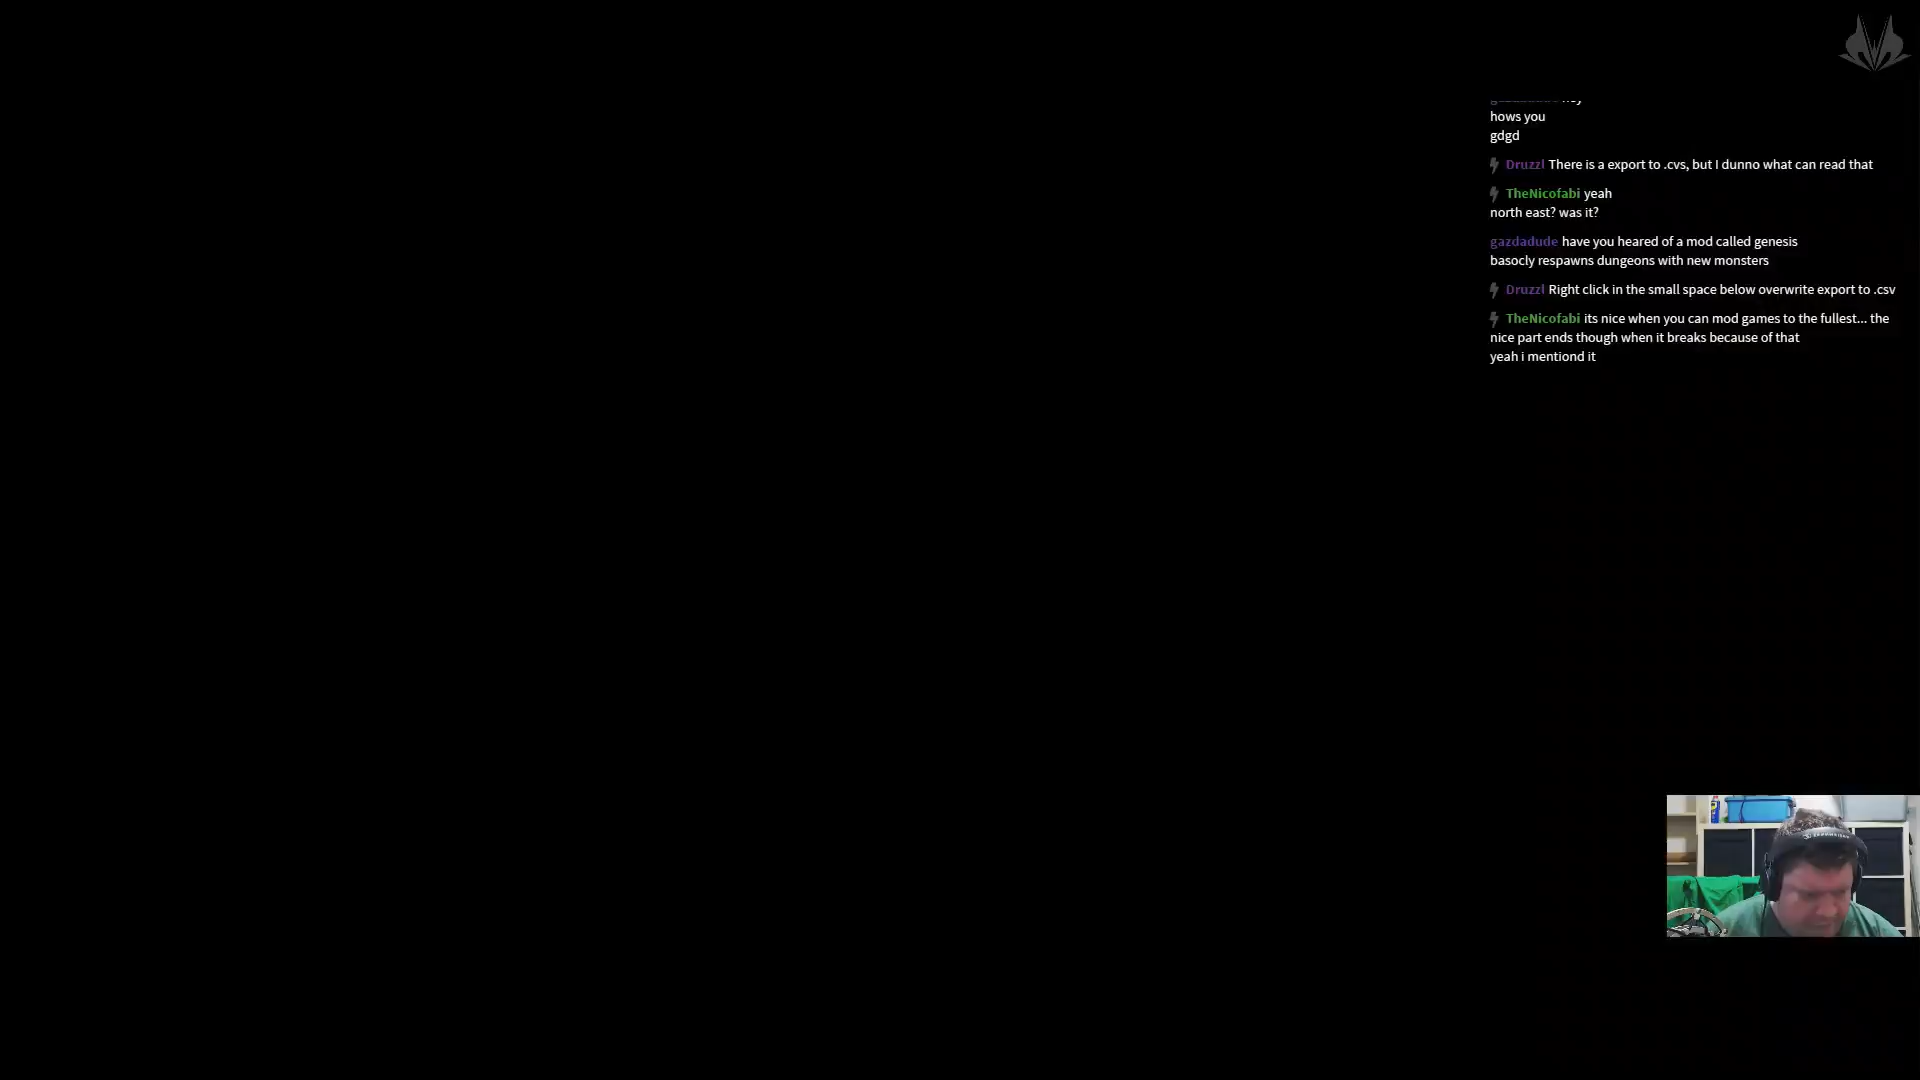 hows you
gdgd
Druzzl There is a export to .cvs, but I dunno what can read that
TheNicofabi yeah
north east? was it?
gazdadude have you heared of a mod called genesis
basocly respawns dungeons with new monsters
Druzzl Right click in the small space below overwrite export to .csv
TheNicofabi its nice when you can mod games to the fullest... the
nice part ends though when it breaks because of that
yeah i mentiond it